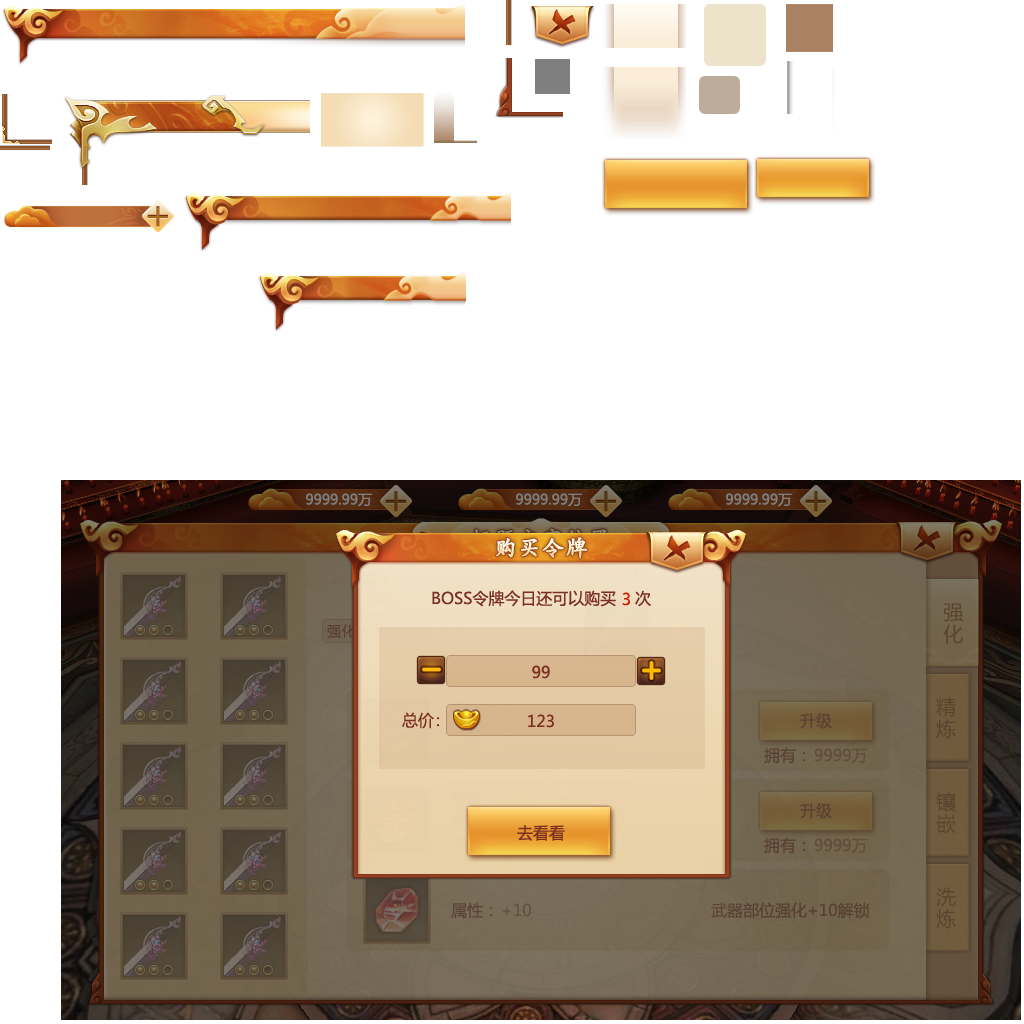 9999.99万 9999.99万 9999.99万
购买令牌
BOSS令牌今日还可以购买 3 次
强化
99
总价：
123
去看看
强化
精炼
镶嵌
洗炼
升级
拥有：9999万
升级
拥有：9999万
属性：+10
武器部位强化+10解锁